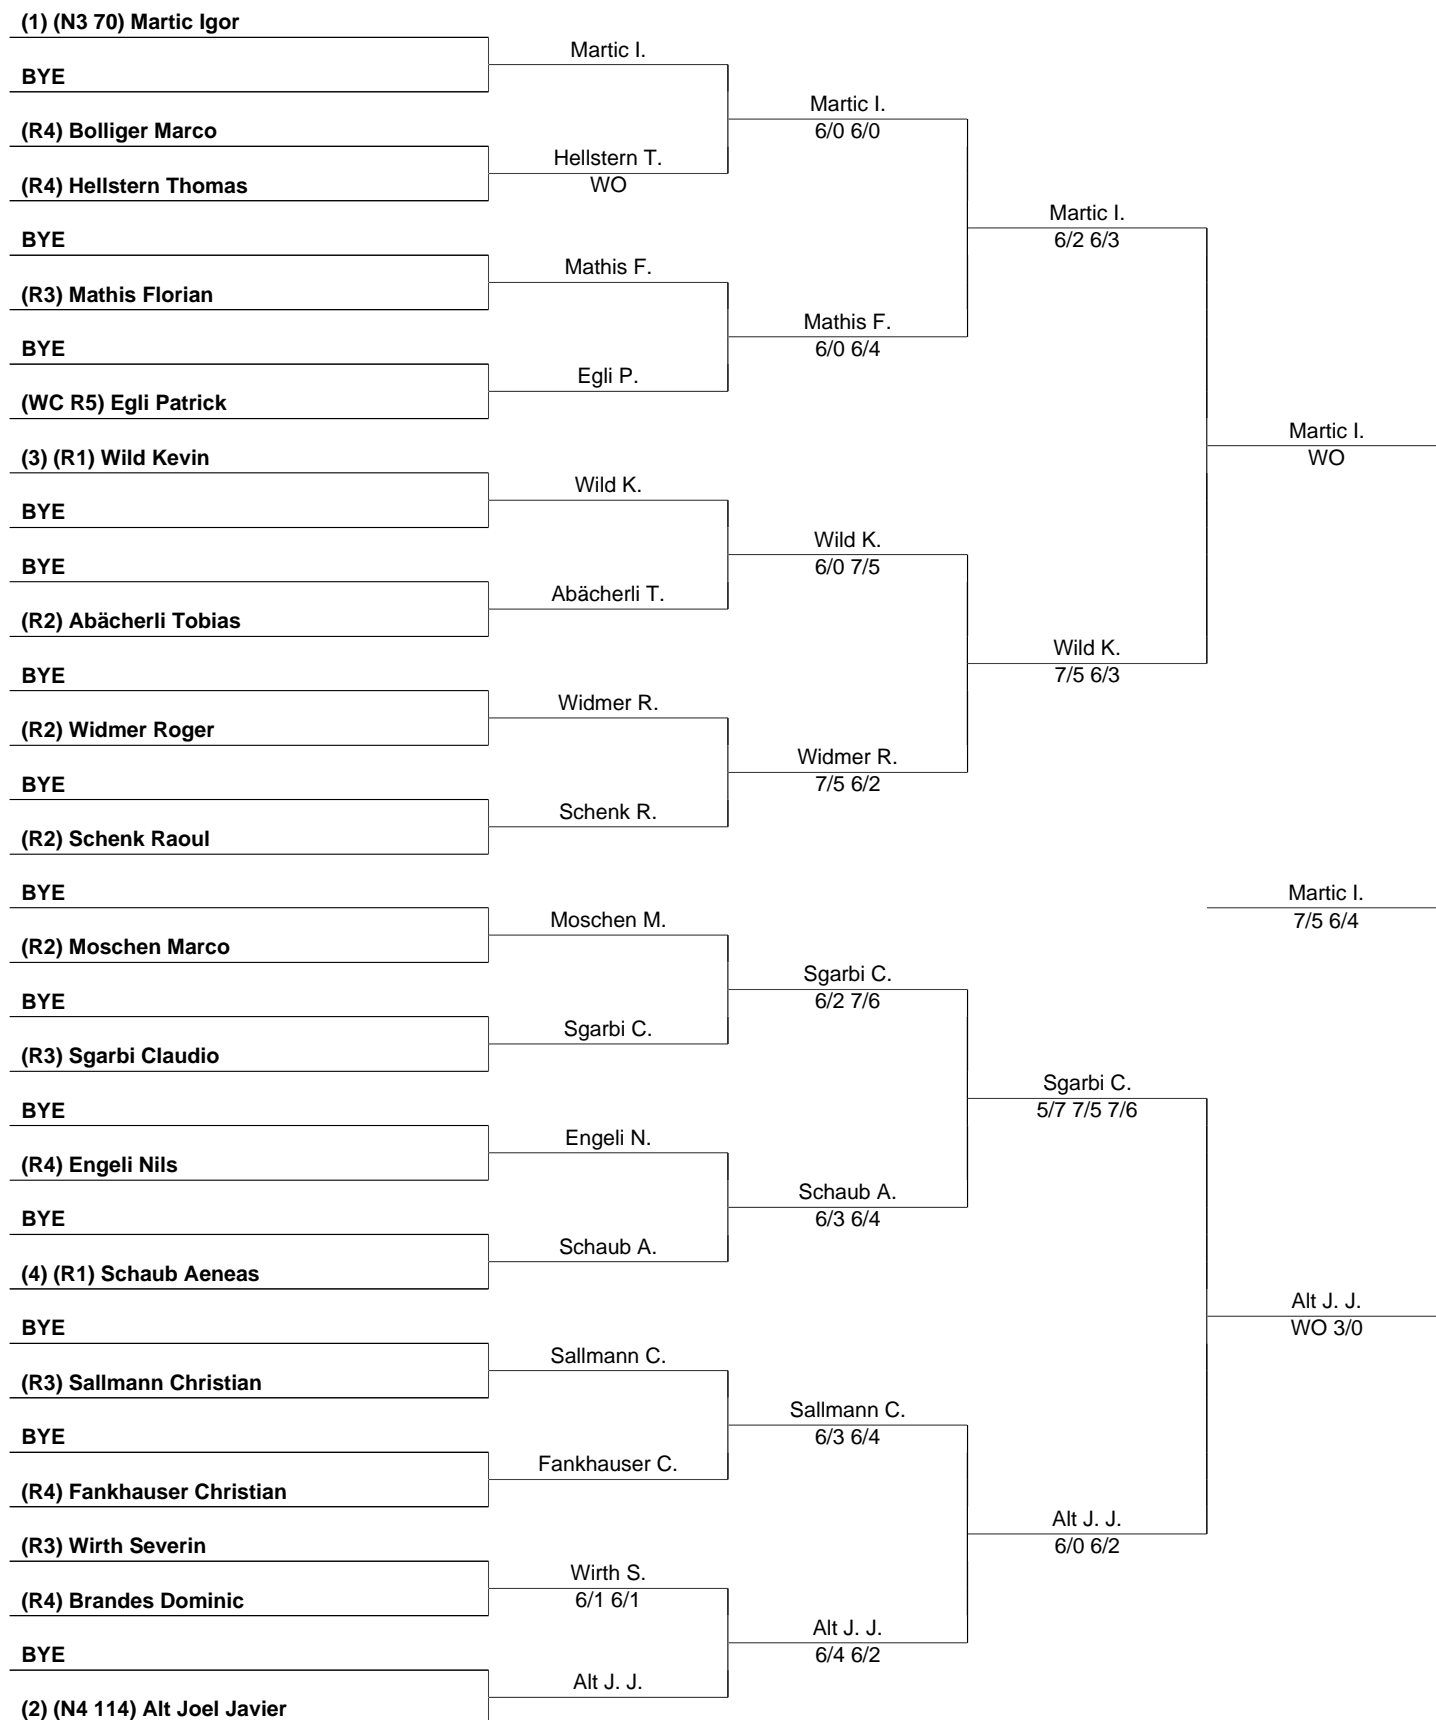 (1) (N3 70) Martic Igor
BYE
(R4) Bolliger Marco
(R4) Hellstern Thomas
BYE
(R3) Mathis Florian
BYE
(WC R5) Egli Patrick
(3) (R1) Wild Kevin
BYE
BYE
(R2) Abächerli Tobias
BYE
(R2) Widmer Roger
BYE
(R2) Schenk Raoul
BYE
(R2) Moschen Marco
BYE
(R3) Sgarbi Claudio
BYE
(R4) Engeli Nils
BYE
(4) (R1) Schaub Aeneas
BYE
(R3) Sallmann Christian
BYE
(R4) Fankhauser Christian
(R3) Wirth Severin
(R4) Brandes Dominic
BYE
(2) (N4 114) Alt Joel Javier
Martic I.
Hellstern T.
WO
Mathis F.
Egli P.
Wild K.
Abächerli T.
Widmer R.
Schenk R.
Moschen M.
Sgarbi C.
Engeli N.
Schaub A.
Sallmann C.
Fankhauser C.
Wirth S.
6/1 6/1
Alt J. J.
Martic I.
6/0 6/0
Mathis F.
6/0 6/4
Wild K.
6/0 7/5
Widmer R.
7/5 6/2
Sgarbi C.
6/2 7/6
Schaub A.
6/3 6/4
Sallmann C.
6/3 6/4
Alt J. J.
6/4 6/2
Martic I.
6/2 6/3
Wild K.
7/5 6/3
Sgarbi C.
5/7 7/5 7/6
Alt J. J.
6/0 6/2
Martic I.
WO
Martic I.
7/5 6/4
Alt J. J.
WO 3/0